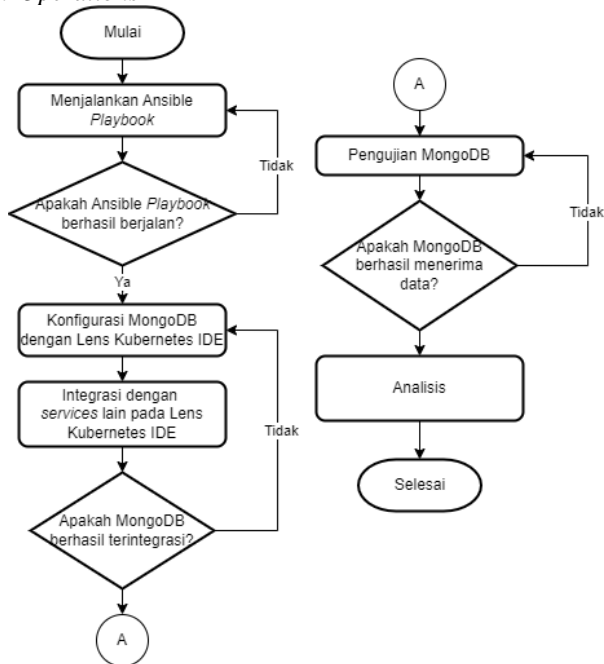 Mulai
Menjalankan Ansible
Playbook
Tidak
Apakah Ansible Playbook
berhasil berjalan?
Ya
Konfigurasi MongoDB
dengan Lens Kubernetes IDE
Integrasi dengan
services lain pada Lens
Kubernetes IDE
Tidak
Apakah MongoDB
berhasil terintegrasi?
A
A
Pengujian MongoDB
Tidak
Apakah MongoDB
berhasil menerima
data?
Analisis
Selesai